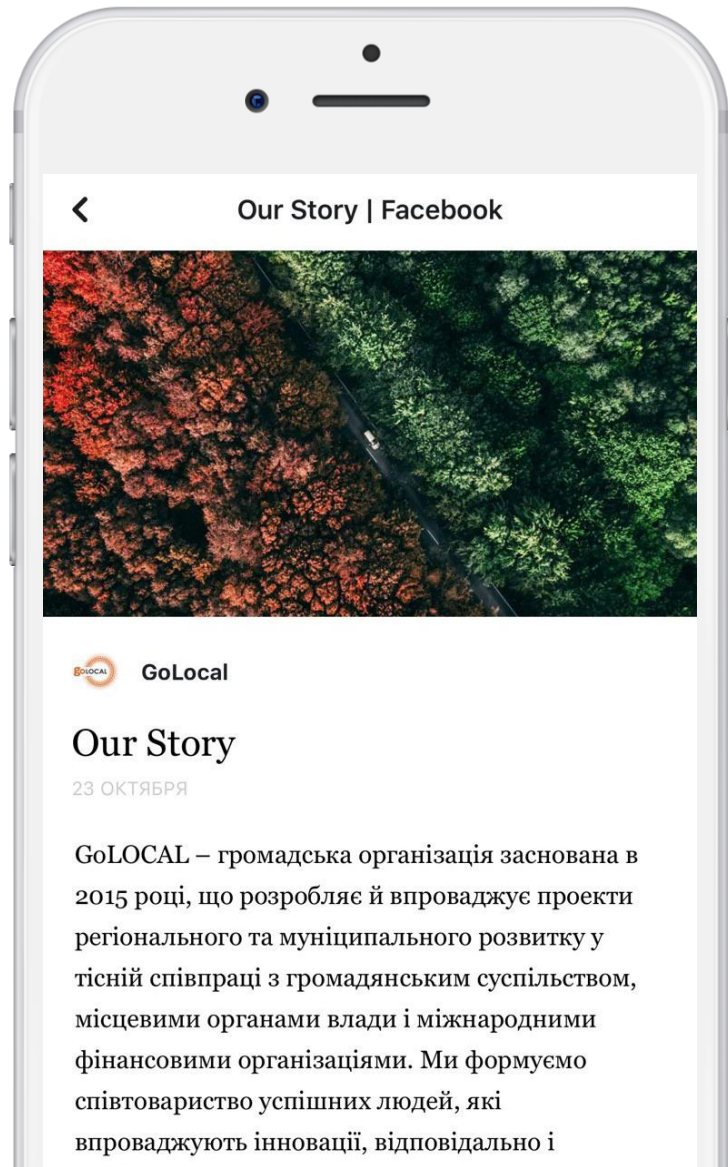 Our Story | Facebook
goLOCAL
GoLocal
Our Story
23 ОКТЯБРЯ
GoLOCAL – громадська організація заснована в
2015 році, що розробляє й впроваджує проекти
регіонального та муніципального розвитку у
тісній співпраці з громадянським суспільством,
місцевими органами влади і міжнародними
фінансовими організаціями. Ми формуємо
співтовариство успішних людей, які
впроваджують інновації, відповідально і